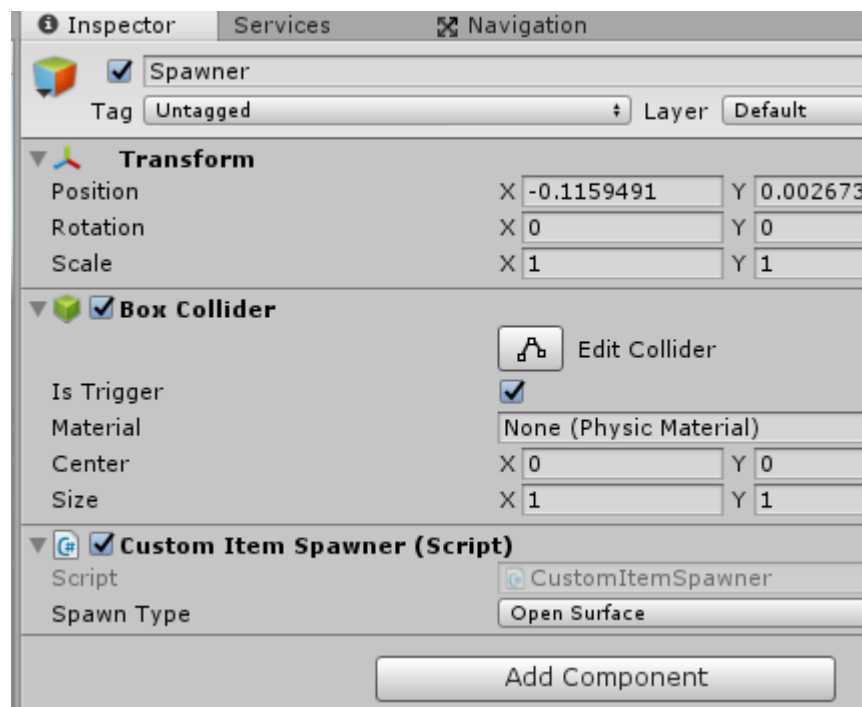 Inspector Services Navigation
Spawner
Tag Untagged Layer Default
Transform
Position X -0.1159491 Y 0.002673
Rotation X 0 Y 0
Scale X 1 Y 1
Box Collider
Edit Collider
Is Trigger
Material None (Physic Material)
Center X 0 Y 0
Size X 1 Y 1
C# Custom Item Spawner (Script)
Script CustomItemSpawner
Spawn Type Open Surface
Add Component